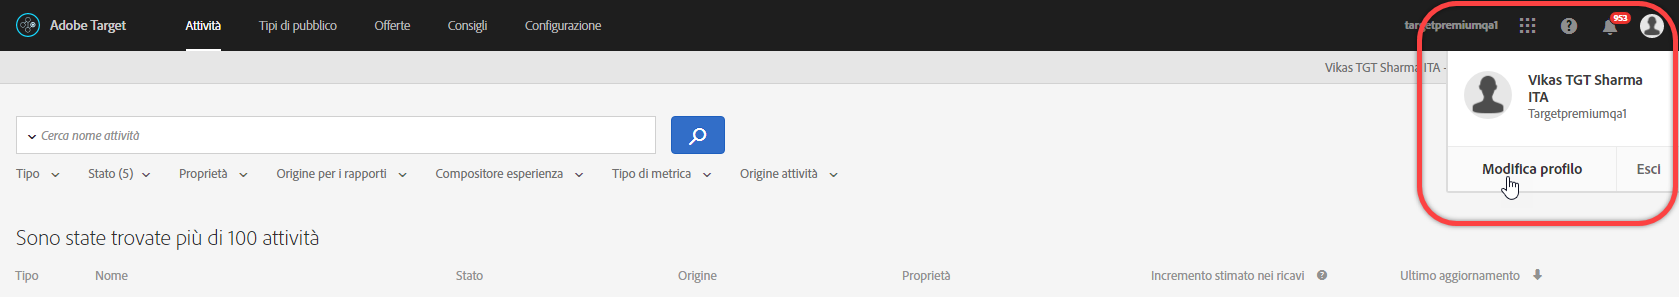 Adobe Target Attività Tipi di pubblico Offerte Consigli Configurazione targetpremiumqa1 953
Vikas TGT Sharma ITA -
Vikas TGT Sharma
ITA
Targetpremiumqa1
Modifica profilo Esci
Cerca nome attività
Tipo Stato (5) Proprietà Origine per i rapporti Compositore esperienza Tipo di metrica Origine attività
Sono state trovate più di 100 attività
Tipo Nome Stato Origine Proprietà Incremento stimato nei ricavi Ultimo aggiornamento